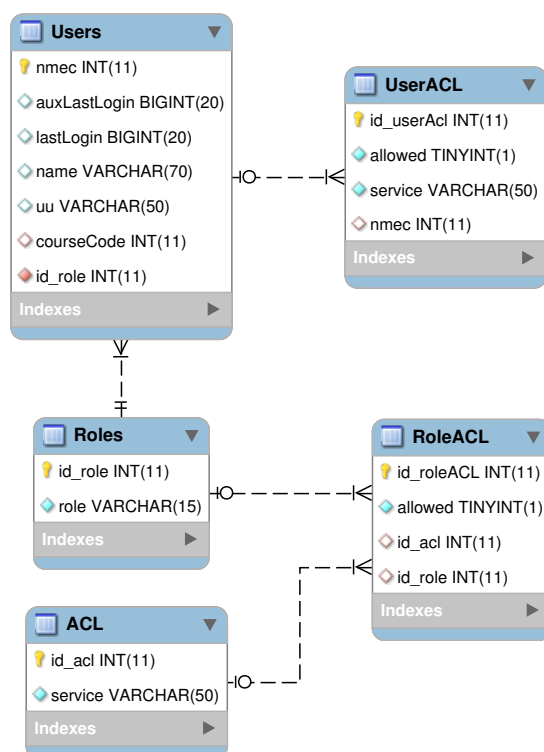 Users
nmec INT(11)
auxLastLogin BIGINT(20)
lastLogin BIGINT(20)
name VARCHAR(70)
uu VARCHAR(50)
courseCode INT(11)
id_role INT(11)
Indexes
UserACL
id_userAcl INT(11)
allowed TINYINT(1)
service VARCHAR(50)
nmec INT(11)
Indexes
Roles
id_role INT(11)
role VARCHAR(15)
Indexes
RoleACL
id_roleACL INT(11)
allowed TINYINT(1)
id_acl INT(11)
id_role INT(11)
Indexes
ACL
id_acl INT(11)
service VARCHAR(50)
Indexes